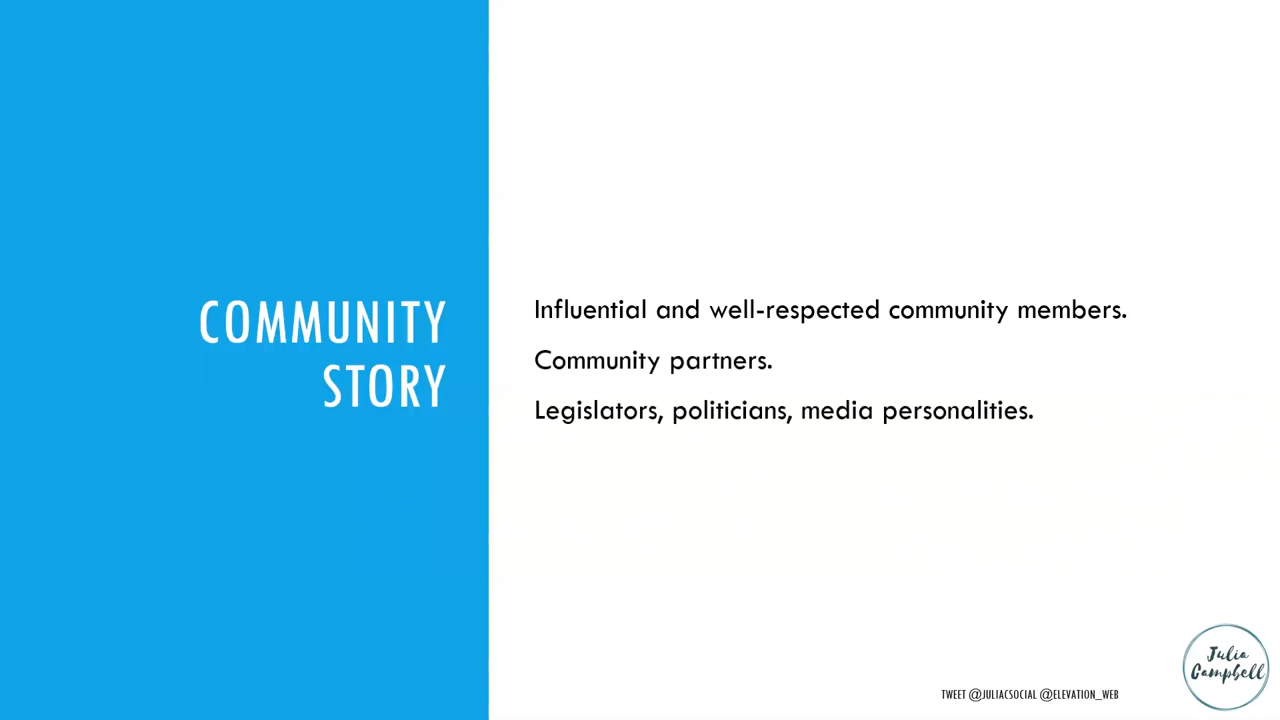 COMMUNITY
STORY
Influential and well-respected community members.
Community partners.
Legislators, politicians, media personalities.
TWEET @JULIACSOCIAL @ELEVATION_WEB
Julia
Campbell